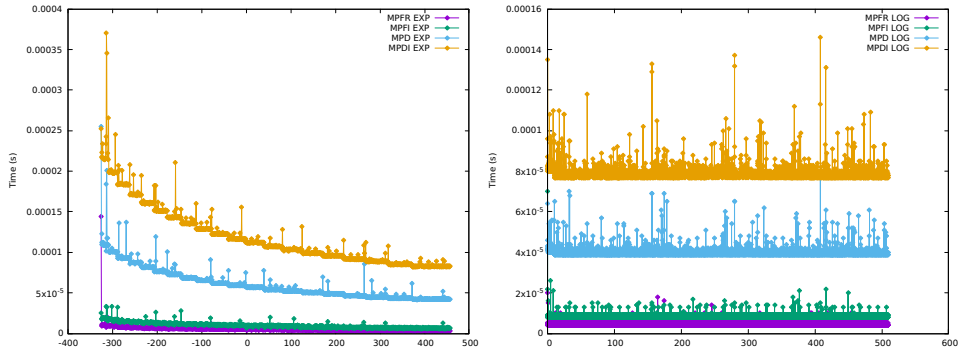 0.0004
0.00035
0.0003
0.00025
0.0002
0.00015
0.0001
5x10-5
0
Time (s)
-400 -300 -200 -100 0 100 200 300 400 500
MPFR EXP
MPFI EXP
MPD EXP
MPDI EXP
0.00016
0.00014
0.00012
0.0001
8x10-5
6x10-5
4x10-5
2x10-5
0
Time (s)
0 100 200 300 400 500 600
MPFR LOG
MPFI LOG
MPD LOG
MPDI LOG